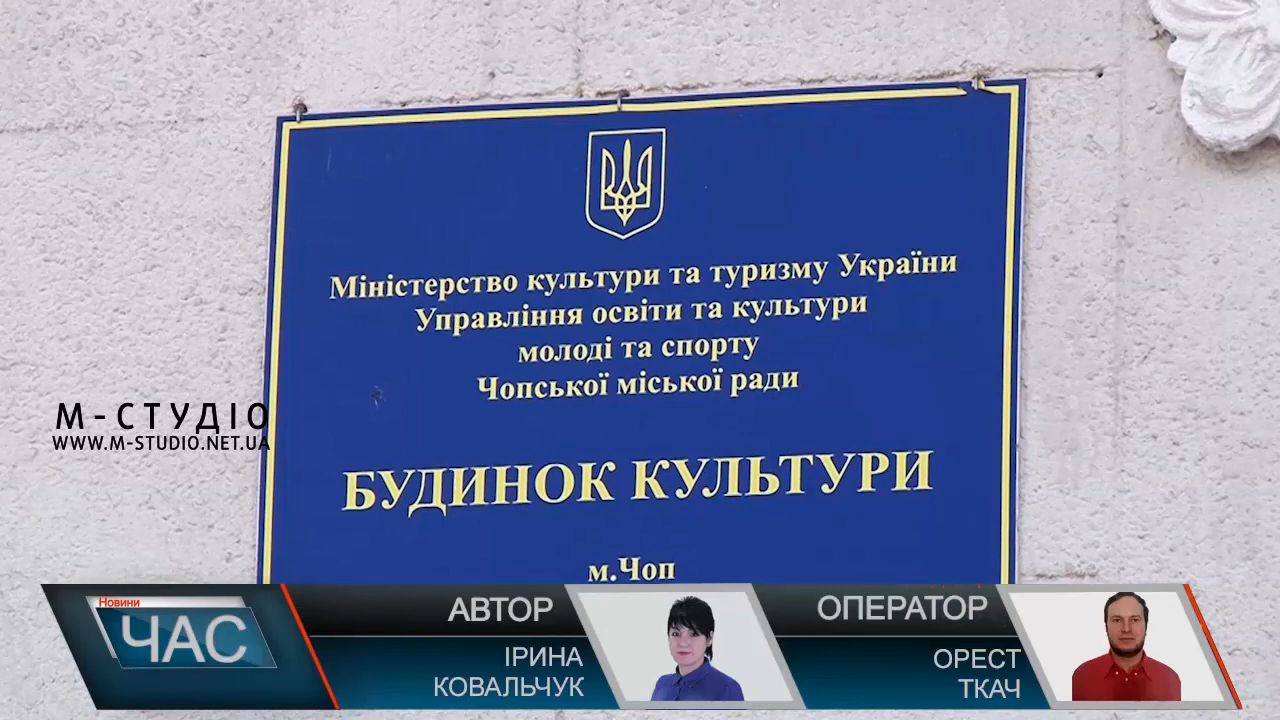 Міністерство культури та туризму України
Управління освіти та культури
молоді та спорту
Чопської міської ради
БУДИНОК КУЛЬТУРИ
м.Чоп
М-СТУДІО
WWW.M-STUDIO.NET.UA
Новини
ЧАС
АВТОР
ІРИНА
КОВАЛЬЧУК
ОПЕРАТОР
ОРЕСТ
ТКАЧ